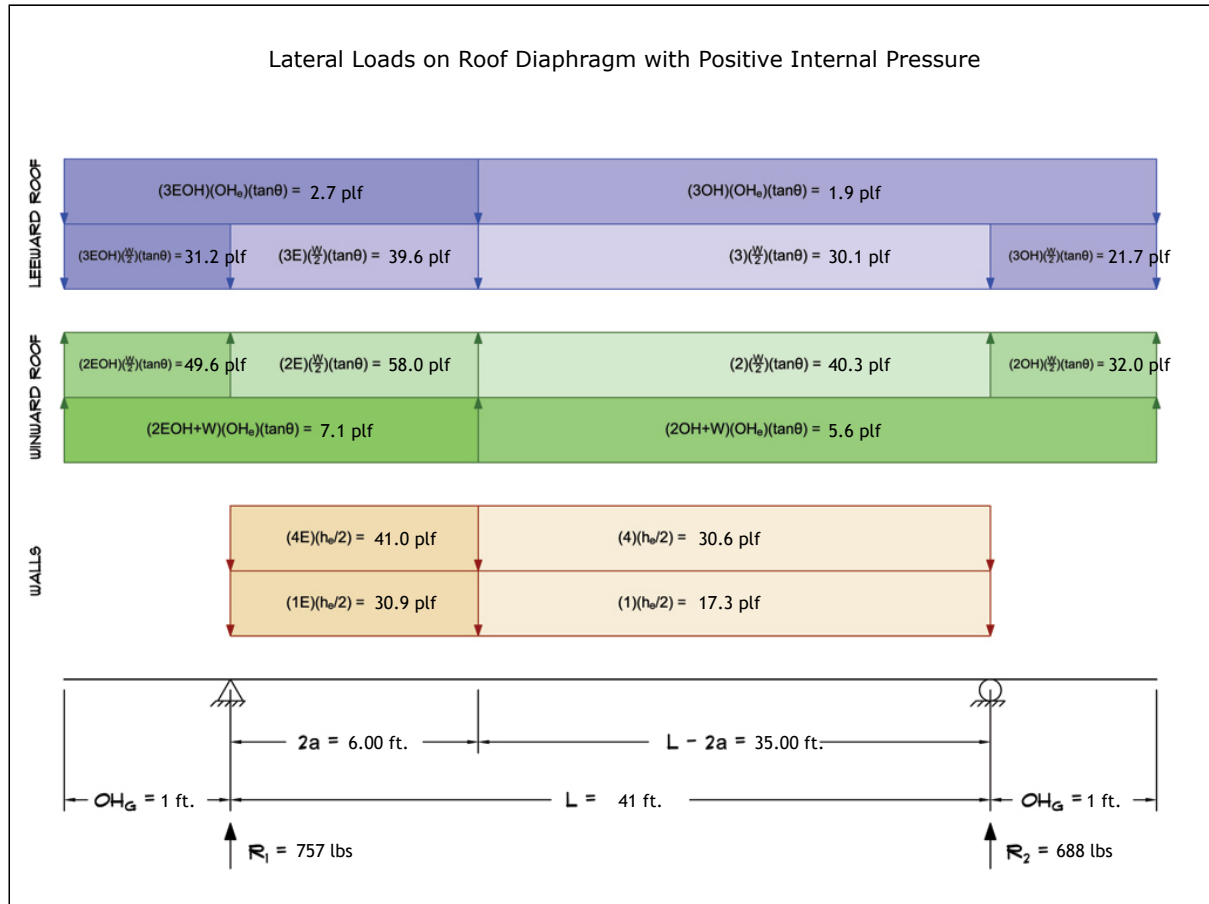 Lateral Loads on Roof Diaphragm with Positive Internal Pressure
LEEWARD ROOF
(3EOH)(OHₑ)(tanθ) = 2.7 plf
(3OH)(OHₑ)(tanθ) = 1.9 plf
(3EOH)(W/2)(tanθ) = 31.2 plf
(3E)(W/2)(tanθ) = 39.6 plf
(3)(W/2)(tanθ) = 30.1 plf
(3OH)(W/2)(tanθ) = 21.7 plf
WINWARD ROOF
(2EOH)(W/2)(tanθ) = 49.6 plf
(2E)(W/2)(tanθ) = 58.0 plf
(2)(W/2)(tanθ) = 40.3 plf
(2OH)(W/2)(tanθ) = 32.0 plf
(2EOH+W)(OHₑ)(tanθ) = 7.1 plf
(2OH+W)(OHₑ)(tanθ) = 5.6 plf
WALLS
(4E)(hₑ/2) = 41.0 plf
(4)(hₑ/2) = 30.6 plf
(1E)(hₑ/2) = 30.9 plf
(1)(hₑ/2) = 17.3 plf
2a = 6.00 ft.
L - 2a = 35.00 ft.
OH_G = 1 ft.
L = 41 ft.
OH_G = 1 ft.
R₁ = 757 lbs
R₂ = 688 lbs